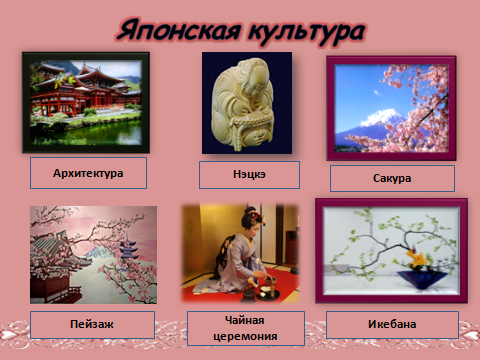 Японская культура
Архитектура
Нэцкэ
Сакура
Пейзаж
Чайная
церемония
Икебана